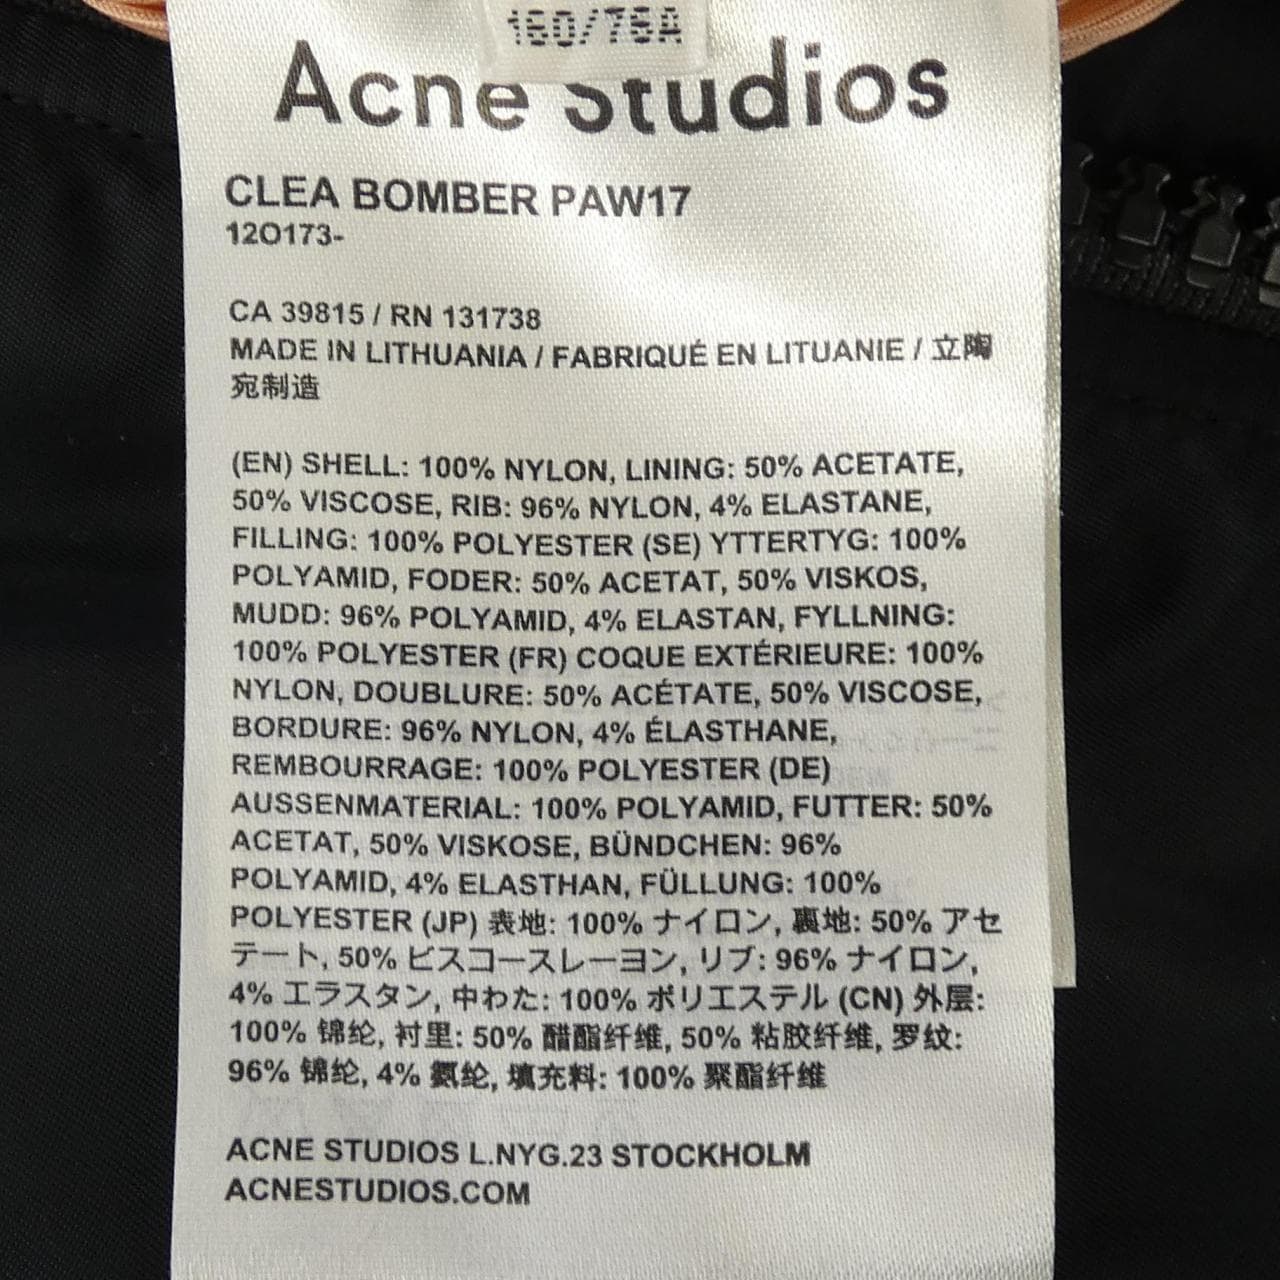 160/76A
Acne Studios
CLEA BOMBER PAW17
12O173-
CA 39815 / RN 131738
MADE IN LITHUANIA / FABRIQUÉ EN LITUANIE / 立陶
宛制造
(EN) SHELL: 100% NYLON, LINING: 50% ACETATE,
50% VISCOSE, RIB: 96% NYLON, 4% ELASTANE,
FILLING: 100% POLYESTER (SE) YTTERTYG: 100%
POLYAMID, FODER: 50% ACETAT, 50% VISKOS,
MUDD: 96% POLYAMID, 4% ELASTAN, FYLLNING:
100% POLYESTER (FR) COQUE EXTÉRIEURE: 100%
NYLON, DOUBLURE: 50% ACÉTATE, 50% VISCOSE,
BORDURE: 96% NYLON, 4% ÉLASTHANE,
REMBOURRAGE: 100% POLYESTER (DE)
AUSSENMATERIAL: 100% POLYAMID, FUTTER: 50%
ACETAT, 50% VISKOSE, BÜNDCHEN: 96%
POLYAMID, 4% ELASTHAN, FÜLLUNG: 100%
POLYESTER (JP) 表地: 100% ナイロン, 裏地: 50% アセ
テート, 50% ビスコースレーヨン, リブ: 96% ナイロン,
4% エラスタン, 中わた: 100% ポリエステル (CN) 外层:
100% 锦纶, 衬里: 50% 醋酯纤维, 50% 粘胶纤维, 罗纹:
96% 锦纶, 4% 氨纶, 填充料: 100% 聚酯纤维
ACNE STUDIOS L.NYG.23 STOCKHOLM
ACNESTUDIOS.COM